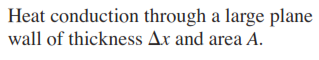 Heat conduction through a large plane
wall of thickness Δx and area A.